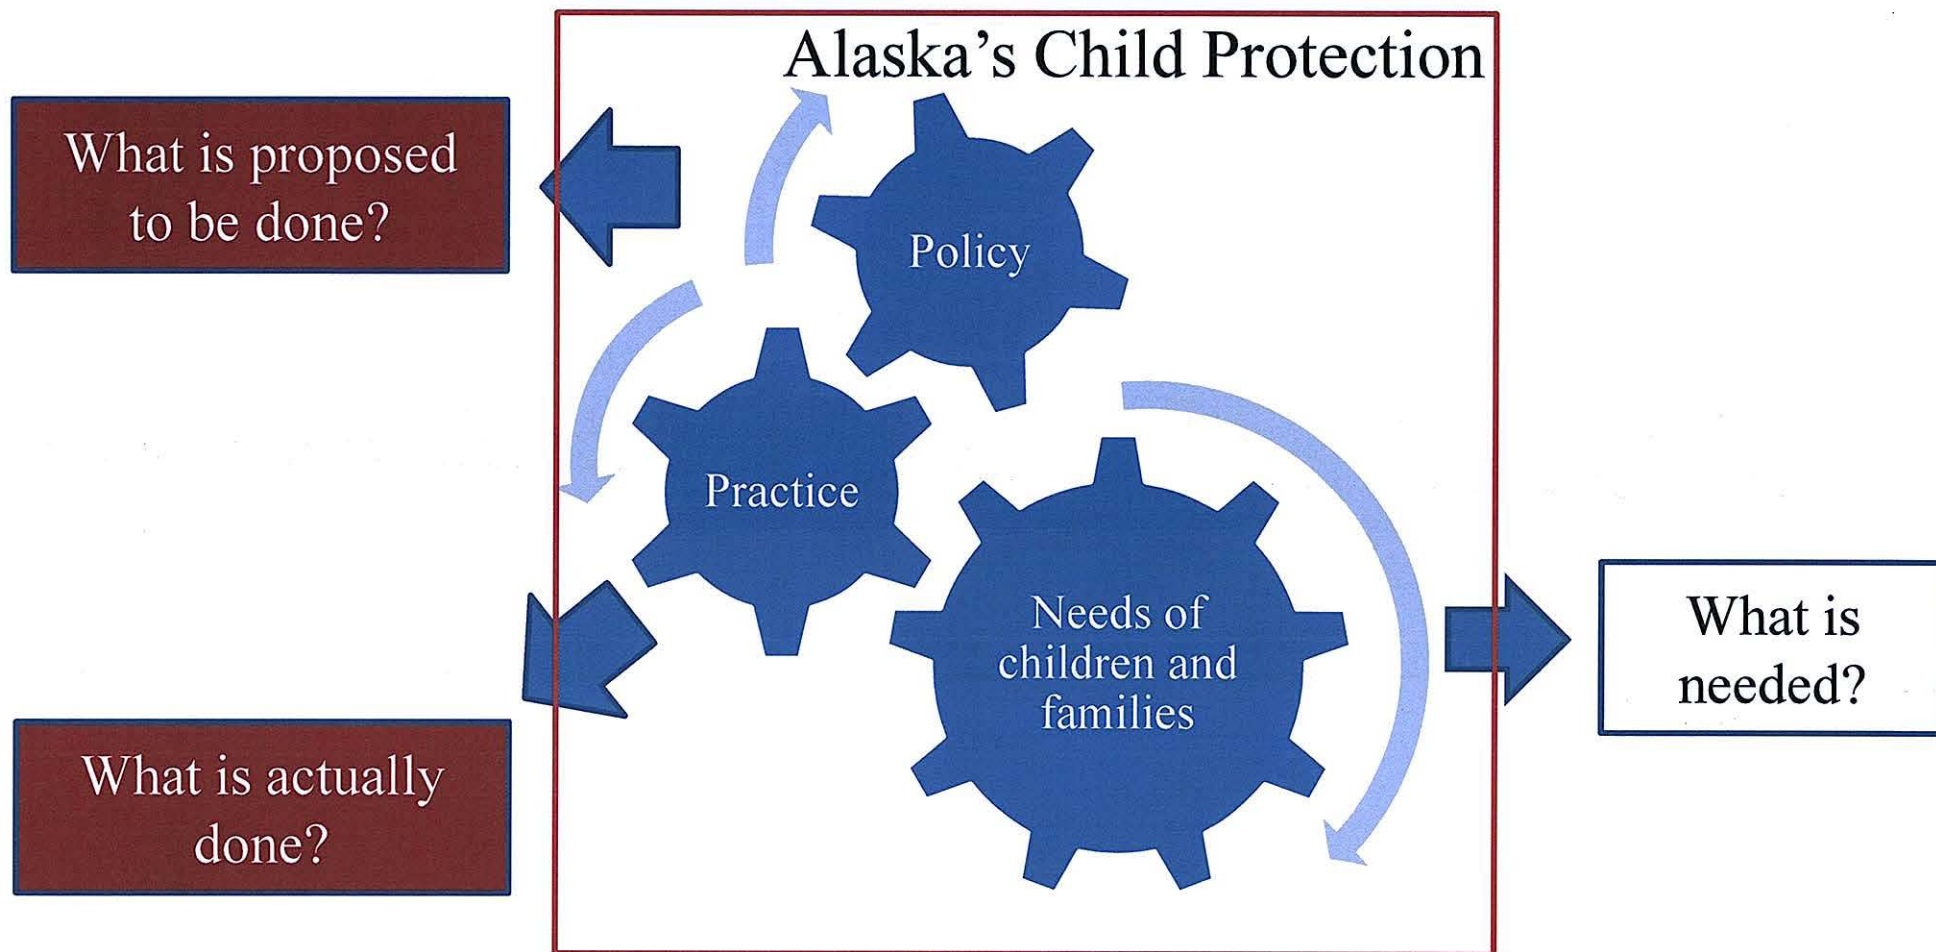 Alaska’s Child Protection
What is proposed
to be done?
Policy
Practice
Needs of
children and
families
What is
needed?
What is actually
done?